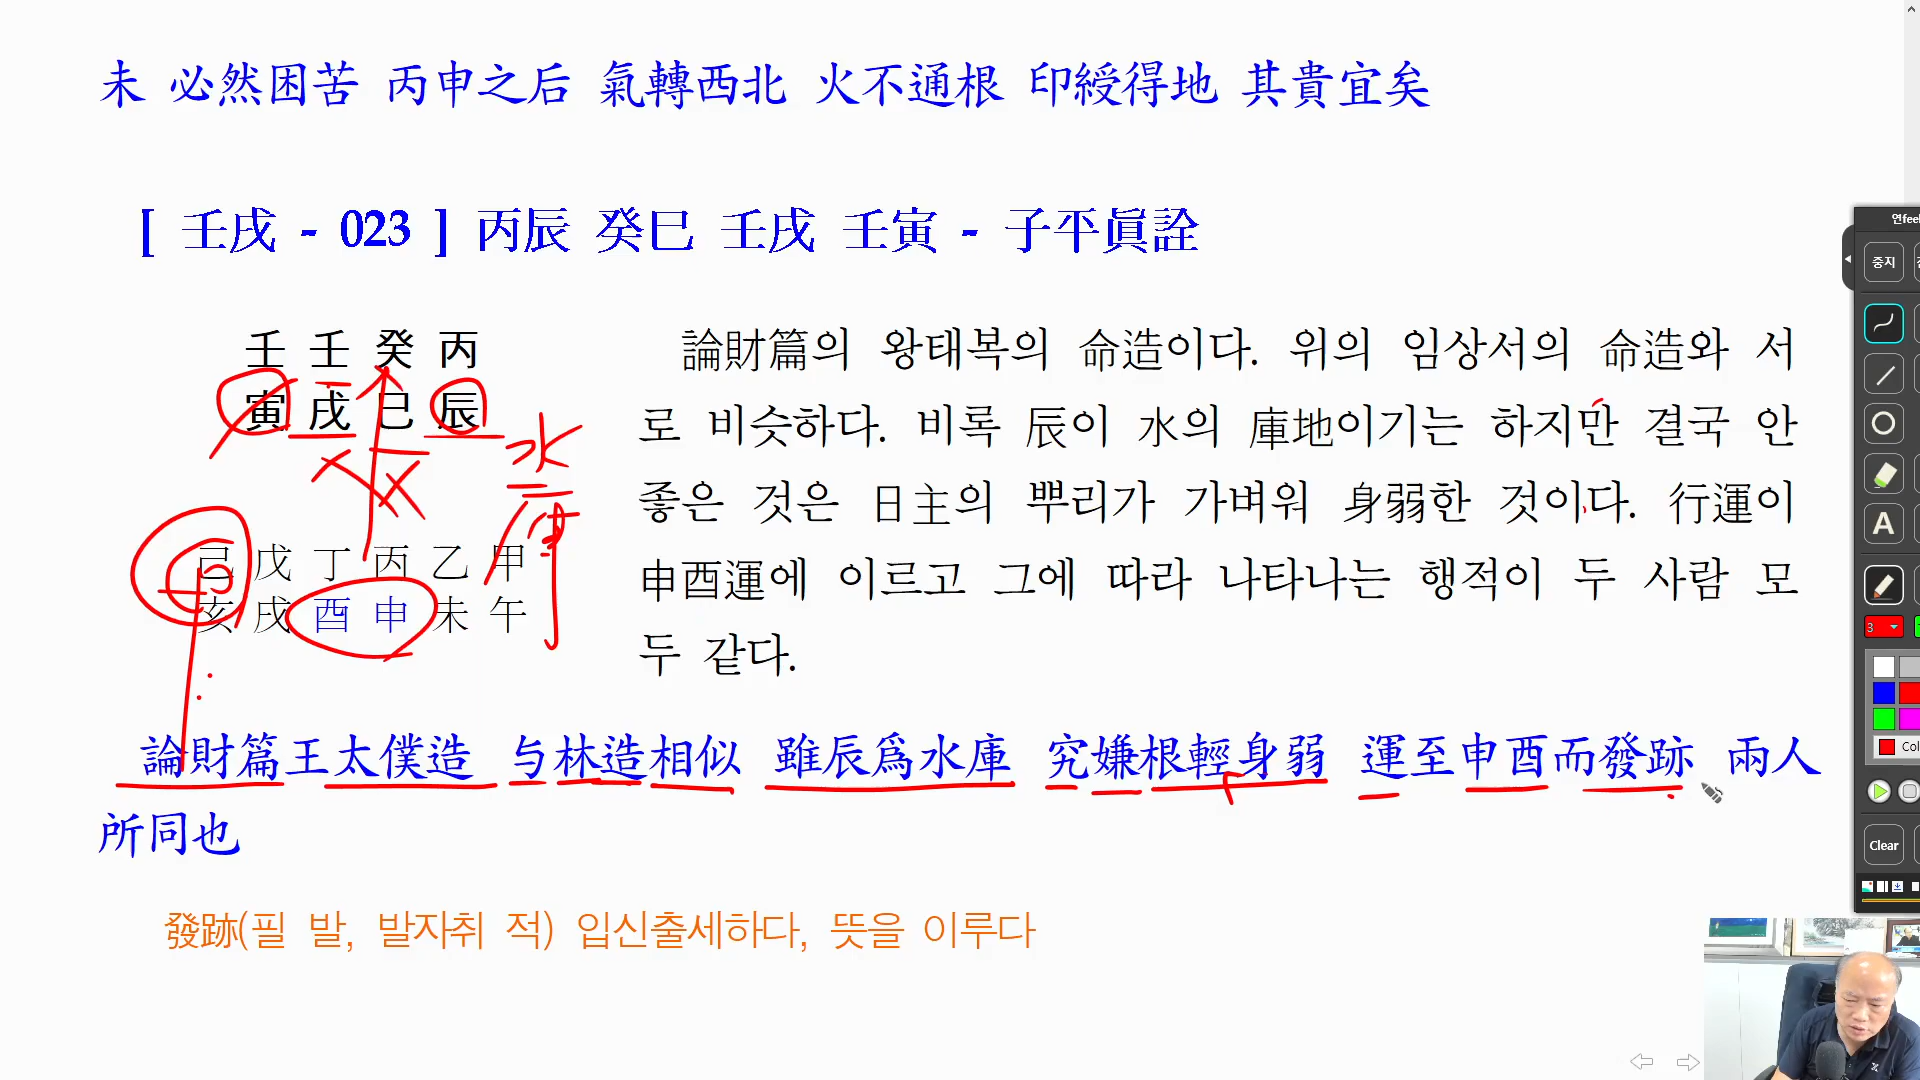 未 必然困苦 丙申之后 氣轉西北 火不通根 印綬得地 其貴宜矣
[ 壬戌 - 023 ] 丙辰 癸巳 壬戌 壬寅 - 子平眞詮
壬 壬 癸 丙
寅 戌 巳 辰
水
庫
己 戊 丁 丙 乙 甲
亥 戌 酉 申 未 午
論財篇의 왕태복의 命造이다. 위의 임상서의 命造와 서
로 비슷하다. 비록 辰이 水의 庫地이기는 하지만 결국 안
좋은 것은 日主의 뿌리가 가벼워 身弱한 것이다. 行運이
申酉運에 이르고 그에 따라 나타나는 행적이 두 사람 모
두 같다.
論財篇王太僕造 与林造相似 雖辰爲水庫 究嫌根輕身弱 運至申酉而發跡 兩人
所同也
發跡(필 발, 발자취 적) 입신출세하다, 뜻을 이루다
연feel
중지
A
3
Clear